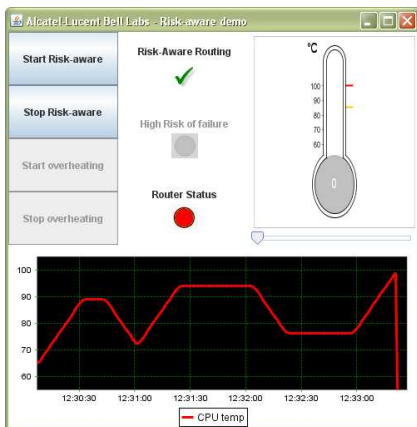 Alcatel-Lucent Bell Labs - Risk-aware demo
Start Risk-aware
Stop Risk-aware
Start overheating
Stop overheating
Risk-Aware Routing
High Risk of failure
Router Status
°C
100
90
80
70
60
0
100
90
80
70
60
12:30:30 12:31:00 12:31:30 12:32:00 12:32:30 12:33:00
CPU temp